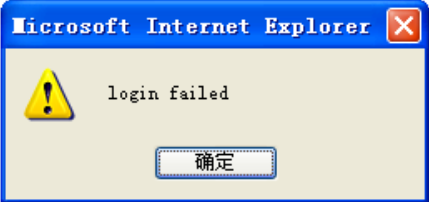 Microsoft Internet Explorer
login failed
确定